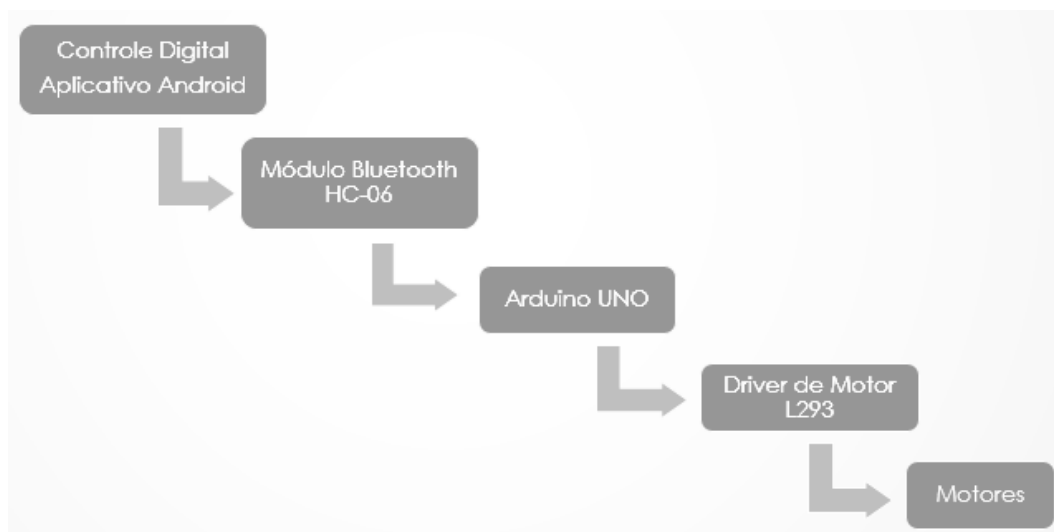 Controle Digital
Aplicativo Android
Módulo Bluetooth
HC-06
Arduino UNO
Driver de Motor
L293
Motores